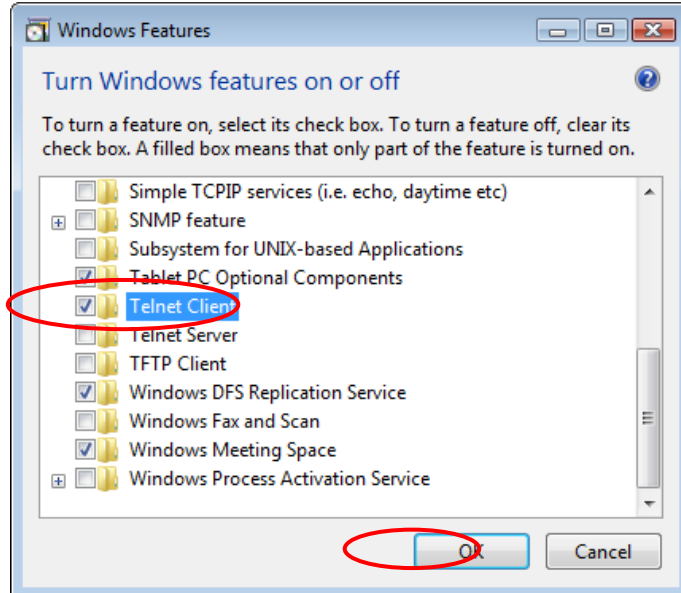 Windows Features
Turn Windows features on or off
To turn a feature on, select its check box. To turn a feature off, clear its
check box. A filled box means that only part of the feature is turned on.
Simple TCPIP services (i.e. echo, daytime etc)
SNMP feature
Subsystem for UNIX-based Applications
Tablet PC Optional Components
Telnet Client
Telnet Server
TFTP Client
Windows DFS Replication Service
Windows Fax and Scan
Windows Meeting Space
Windows Process Activation Service
OK Cancel